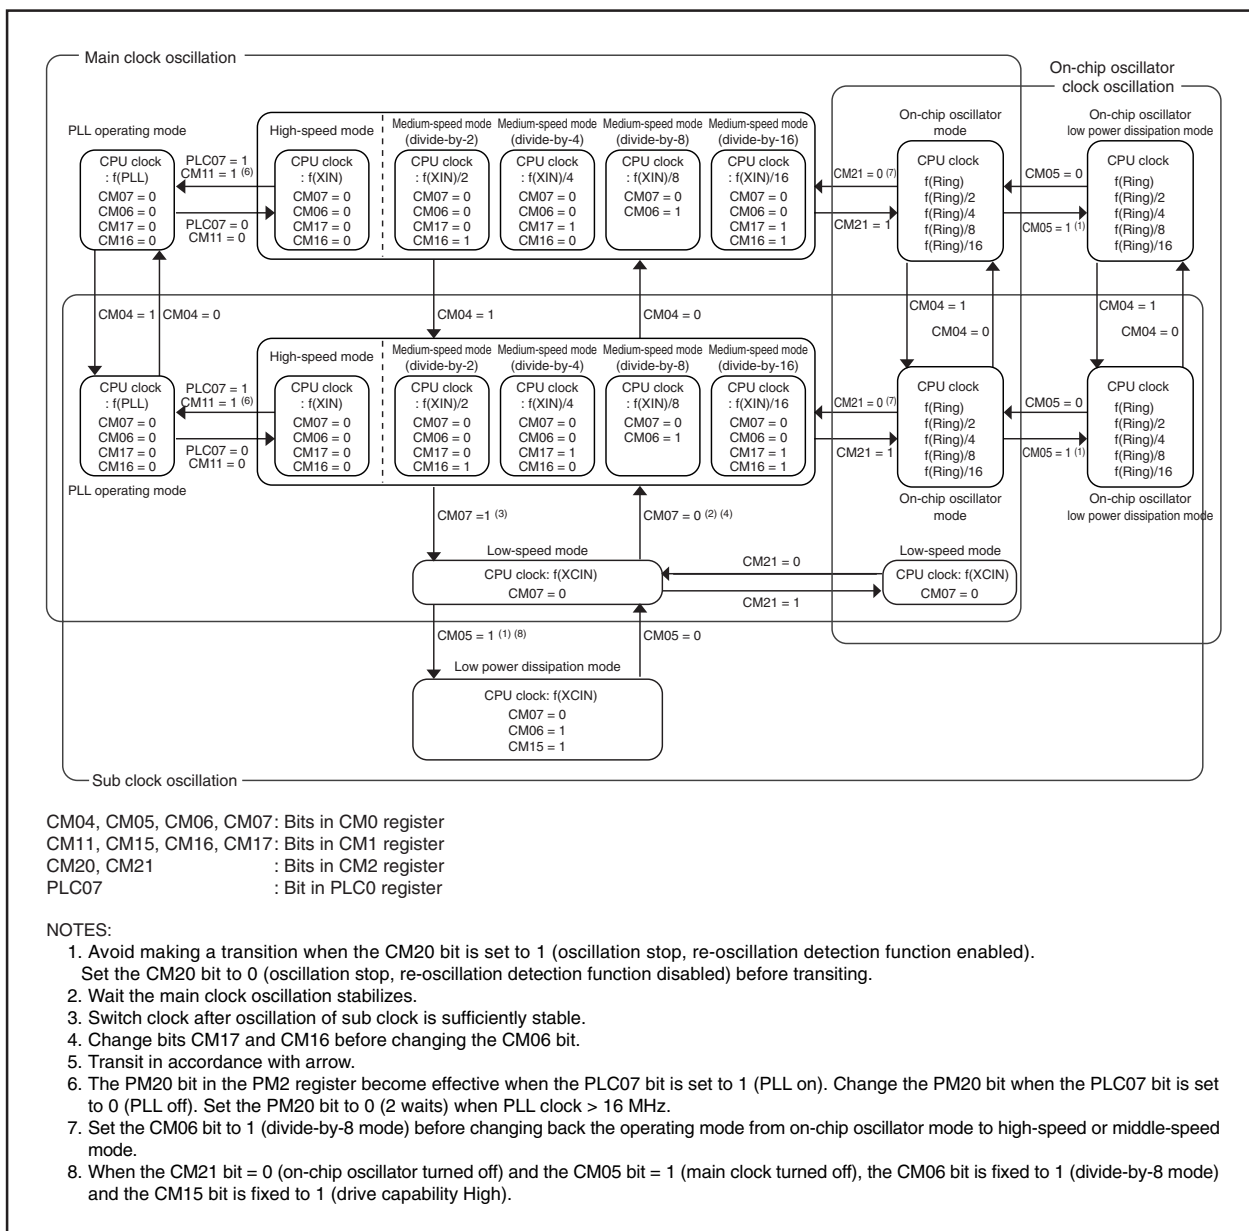 Main clock oscillation
On-chip oscillator
clock oscillation
PLL operating mode
CPU clock
: f(PLL)
CM07 = 0
CM06 = 0
CM17 = 0
CM16 = 0
PLC07 = 1
CM11 = 1 (6)
PLC07 = 0
CM11 = 0
High-speed mode
CPU clock
: f(XIN)
CM07 = 0
CM06 = 0
CM17 = 0
CM16 = 0
Medium-speed mode
(divide-by-2)
CPU clock
: f(XIN)/2
CM07 = 0
CM06 = 0
CM17 = 0
CM16 = 1
Medium-speed mode
(divide-by-4)
CPU clock
: f(XIN)/4
CM07 = 0
CM06 = 0
CM17 = 1
CM16 = 0
Medium-speed mode
(divide-by-8)
CPU clock
: f(XIN)/8
CM07 = 0
CM06 = 1
Medium-speed mode
(divide-by-16)
CPU clock
: f(XIN)/16
CM07 = 0
CM06 = 0
CM17 = 1
CM16 = 1
CM21 = 0 (7)
CM21 = 1
On-chip oscillator
mode
CPU clock
f(Ring)
f(Ring)/2
f(Ring)/4
f(Ring)/8
f(Ring)/16
CM05 = 0
CM05 = 1 (1)
On-chip oscillator
low power dissipation mode
CPU clock
f(Ring)
f(Ring)/2
f(Ring)/4
f(Ring)/8
f(Ring)/16
CM04 = 1
CM04 = 0
CM04 = 1
CM04 = 0
CM04 = 1
CM04 = 0
CM04 = 1
CM04 = 0
CPU clock
: f(PLL)
CM07 = 0
CM06 = 0
CM17 = 0
CM16 = 0
PLL operating mode
PLC07 = 1
CM11 = 1 (6)
PLC07 = 0
CM11 = 0
High-speed mode
CPU clock
: f(XIN)
CM07 = 0
CM06 = 0
CM17 = 0
CM16 = 0
Medium-speed mode
(divide-by-2)
CPU clock
: f(XIN)/2
CM07 = 0
CM06 = 0
CM17 = 0
CM16 = 1
Medium-speed mode
(divide-by-4)
CPU clock
: f(XIN)/4
CM07 = 0
CM06 = 0
CM17 = 1
CM16 = 0
Medium-speed mode
(divide-by-8)
CPU clock
: f(XIN)/8
CM07 = 0
CM06 = 1
Medium-speed mode
(divide-by-16)
CPU clock
: f(XIN)/16
CM07 = 0
CM06 = 0
CM17 = 1
CM16 = 1
CM21 = 0 (7)
CM21 = 1
CPU clock
f(Ring)
f(Ring)/2
f(Ring)/4
f(Ring)/8
f(Ring)/16
On-chip oscillator
mode
CM05 = 0
CM05 = 1 (1)
CPU clock
f(Ring)
f(Ring)/2
f(Ring)/4
f(Ring)/8
f(Ring)/16
On-chip oscillator
low power dissipation mode
CM07 =1 (3)
CM07 = 0 (2) (4)
Low-speed mode
CPU clock: f(XCIN)
CM07 = 0
CM21 = 0
CM21 = 1
Low-speed mode
CPU clock: f(XCIN)
CM07 = 0
CM05 = 1 (1) (8)
CM05 = 0
Low power dissipation mode
CPU clock: f(XCIN)
CM07 = 0
CM06 = 1
CM15 = 1
Sub clock oscillation
CM04, CM05, CM06, CM07: Bits in CM0 register
CM11, CM15, CM16, CM17: Bits in CM1 register
CM20, CM21 : Bits in CM2 register
PLC07 : Bit in PLC0 register
NOTES:
1. Avoid making a transition when the CM20 bit is set to 1 (oscillation stop, re-oscillation detection function enabled).
Set the CM20 bit to 0 (oscillation stop, re-oscillation detection function disabled) before transiting.
2. Wait the main clock oscillation stabilizes.
3. Switch clock after oscillation of sub clock is sufficiently stable.
4. Change bits CM17 and CM16 before changing the CM06 bit.
5. Transit in accordance with arrow.
6. The PM20 bit in the PM2 register become effective when the PLC07 bit is set to 1 (PLL on). Change the PM20 bit when the PLC07 bit is set
to 0 (PLL off). Set the PM20 bit to 0 (2 waits) when PLL clock > 16 MHz.
7. Set the CM06 bit to 1 (divide-by-8 mode) before changing back the operating mode from on-chip oscillator mode to high-speed or middle-speed
mode.
8. When the CM21 bit = 0 (on-chip oscillator turned off) and the CM05 bit = 1 (main clock turned off), the CM06 bit is fixed to 1 (divide-by-8 mode)
and the CM15 bit is fixed to 1 (drive capability High).